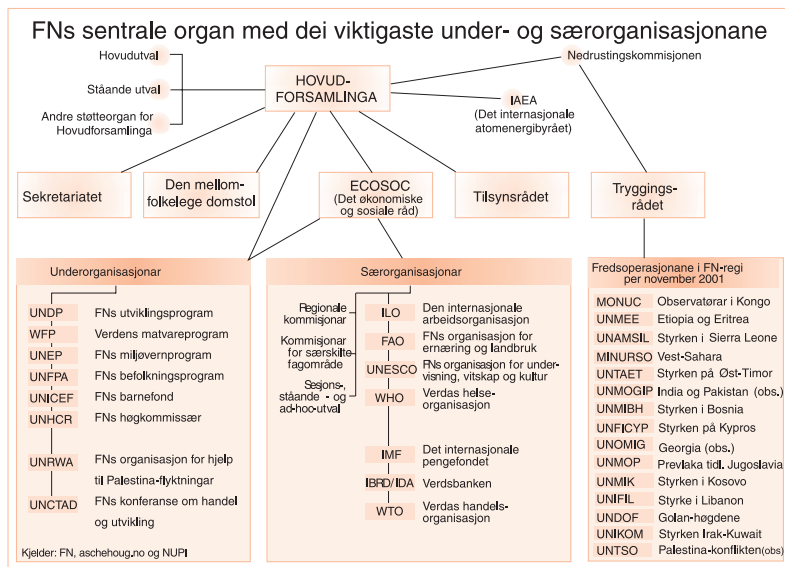 FNs sentrale organ med dei viktigaste under- og særorganisasjonane
Hovudutval
Ståande utval
Andre støtteorgan for
Hovudforsamlinga
HOVUD-
FORSAMLINGA
Nedrustingskommisjonen
IAEA
(Det internasjonale
atomenergibyrået)
Sekretariatet
Den mellom-
folkelege domstol
ECOSOC
(Det økonomiske
og sosiale råd)
Tilsynsrådet
Tryggings-
rådet
Underorganisasjonar
UNDP FNs utviklingsprogram
WFP Verdens matvareprogram
UNEP FNs miljøvernprogram
UNFPA FNs befolkningsprogram
UNICEF FNs barnefond
UNHCR FNs høgkommissær
UNRWA FNs organisasjon for hjelp
til Palestina-flyktningar
UNCTAD FNs konferanse om handel
og utvikling
Særorganisasjonar
Regionale
kommisjonar
Kommisjonar
for særskilte
fagområde
Sesjons-,
ståande - og
ad-hoc-utval
ILO Den internasjonale
arbeidsorganisasjon
FAO FNs organisasjon for
ernæring og landbruk
UNESCO FNs organisasjon for under-
visning, vitskap og kultur
WHO Verdas helse-
organisasjon
IMF Det internasjonale
pengefondet
IBRD/IDA Verdsbanken
WTO Verdas handels-
organisasjon
Fredsoperasjonane i FN-regi
per november 2001
MONUC Observatørar i Kongo
UNMEE Etiopia og Eritrea
UNAMSIL Styrken i Sierra Leone
MINURSO Vest-Sahara
UNTAET Styrken på Øst-Timor
UNMOGIP India og Pakistan (obs.)
UNMIBH Styrken i Bosnia
UNFICYP Styrken på Kypros
UNOMIG Georgia (obs.)
UNMOP Prevlaka tidl. Jugoslavia
UNMIK Styrken i Kosovo
UNIFIL Styrke i Libanon
UNDOF Golan-høgdene
UNIKOM Styrken Irak-Kuwait
UNTSO Palestina-konflikten(obs)
Kjelder: FN, aschehoug.no og NUPI